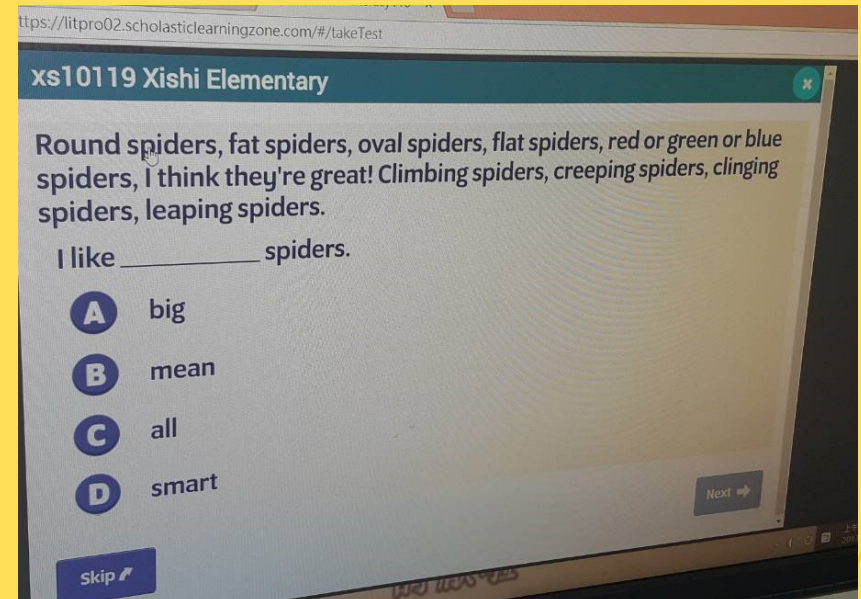 ttps://litpro02.scholasticlearningzone.com/#/takeTest
xs10119 Xishi Elementary
Round spiders, fat spiders, oval spiders, flat spiders, red or green or blue
spiders, I think they're great! Climbing spiders, creeping spiders, clinging
spiders, leaping spiders.
I like __________ spiders.
A big
B mean
C all
D smart
Next
Skip